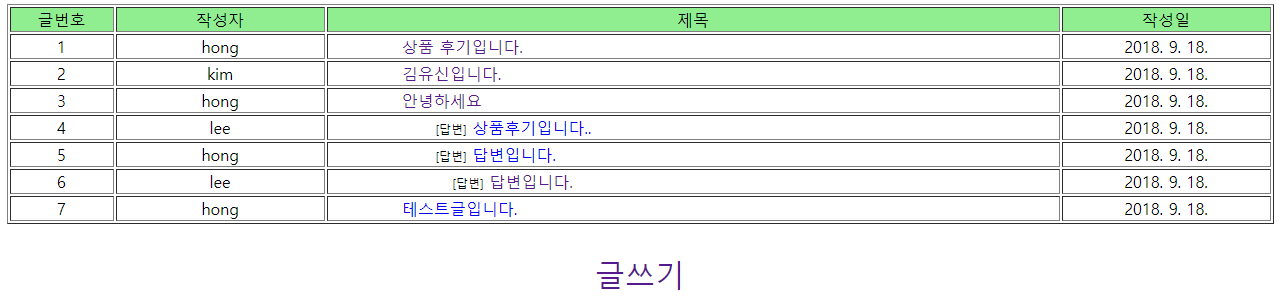 글번호 작성자 제목 작성일
1 hong 상품 후기입니다. 2018. 9. 18.
2 kim 김유신입니다. 2018. 9. 18.
3 hong 안녕하세요 2018. 9. 18.
4 lee [답변] 상품후기입니다.. 2018. 9. 18.
5 hong [답변] 답변입니다. 2018. 9. 18.
6 lee [답변] 답변입니다. 2018. 9. 18.
7 hong 테스트글입니다. 2018. 9. 18.
글쓰기